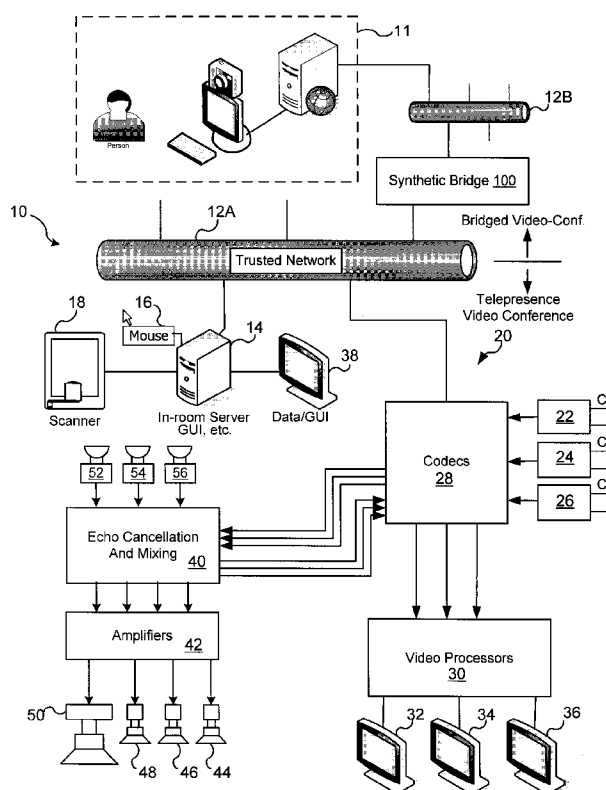 11
Person
12B
Synthetic Bridge 100
10
12A
Bridged Video-Conf.
Trusted Network
Telepresence
Video Conference
18
16
Mouse
14
38
20
Scanner
In-room Server
GUI, etc.
Data/GUI
C
22
C
24
C
26
Codecs
28
52
54
56
Echo Cancellation
And Mixing
40
Amplifiers
42
Video Processors
30
50
48
46
44
32
34
36